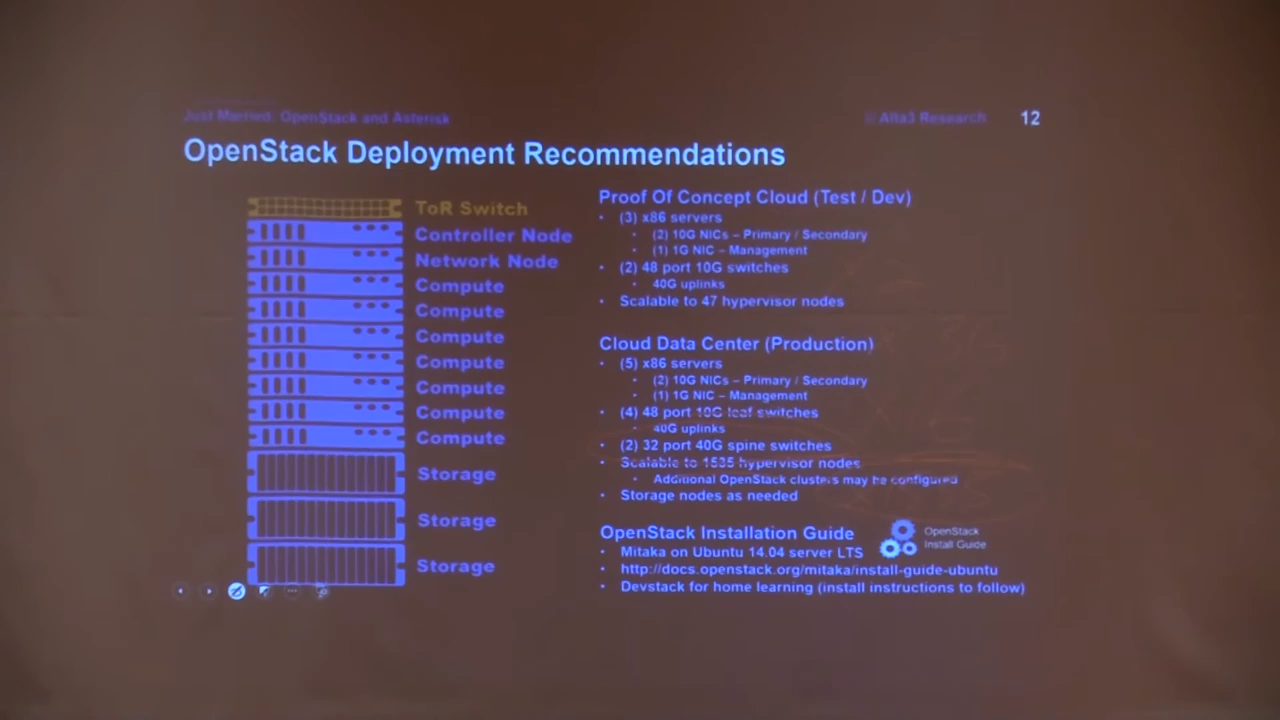 Just Married: OpenStack and Asterisk
© Alta3 Research
12
OpenStack Deployment Recommendations
ToR Switch
Controller Node
Network Node
Compute
Compute
Compute
Compute
Compute
Compute
Compute
Storage
Storage
Storage
Proof Of Concept Cloud (Test / Dev)
• (3) x86 servers
• (2) 10G NICs – Primary / Secondary
• (1) 1G NIC – Management
• (2) 48 port 10G switches
• 40G uplinks
• Scalable to 47 hypervisor nodes
Cloud Data Center (Production)
• (5) x86 servers
• (2) 10G NICs – Primary / Secondary
• (1) 1G NIC – Management
• (4) 48 port 10G leaf switches
• 40G uplinks
• (2) 32 port 40G spine switches
• Scalable to 1535 hypervisor nodes
• Additional OpenStack clusters may be configured
• Storage nodes as needed
OpenStack Installation Guide
• Mitaka on Ubuntu 14.04 server LTS
• http://docs.openstack.org/mitaka/install-guide-ubuntu
• Devstack for home learning (install instructions to follow)
OpenStack
Install Guide